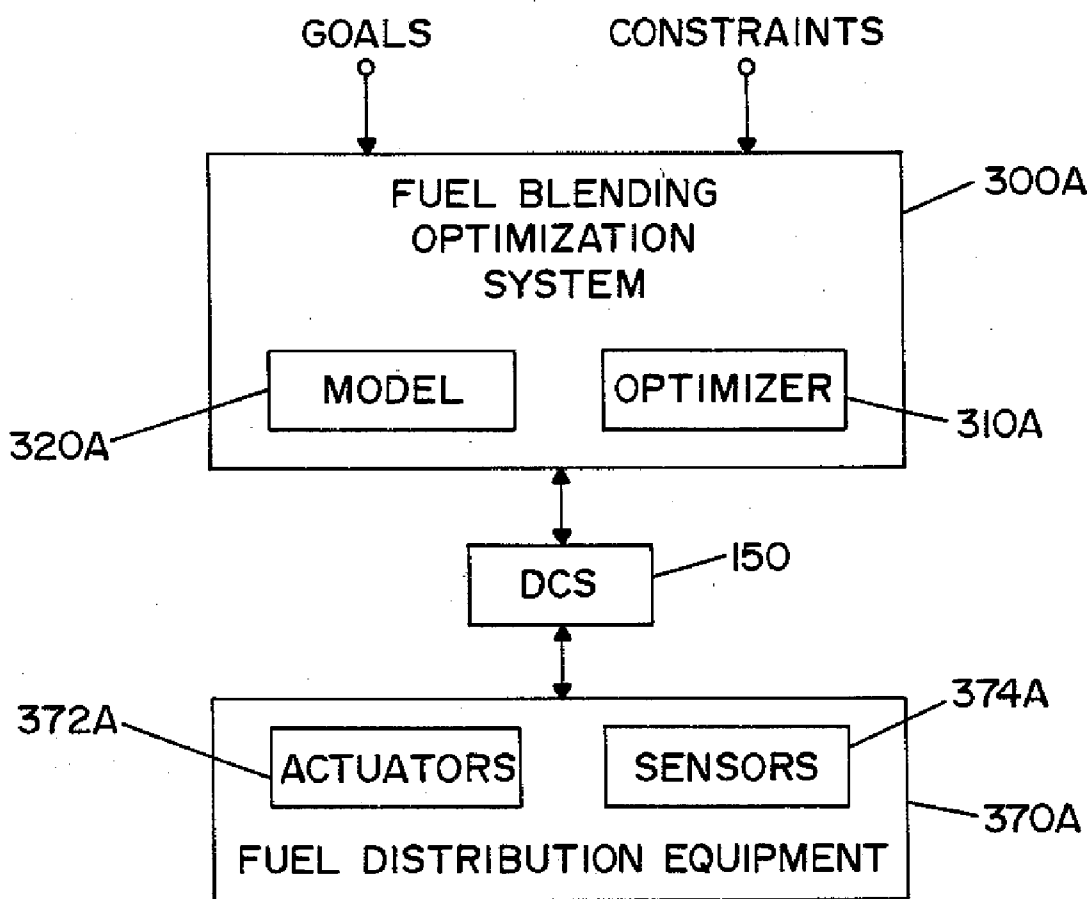 GOALS
CONSTRAINTS
FUEL BLENDING
OPTIMIZATION
SYSTEM
300A
MODEL
OPTIMIZER
320A
310A
DCS
150
372A
374A
ACTUATORS
SENSORS
370A
FUEL DISTRIBUTION EQUIPMENT